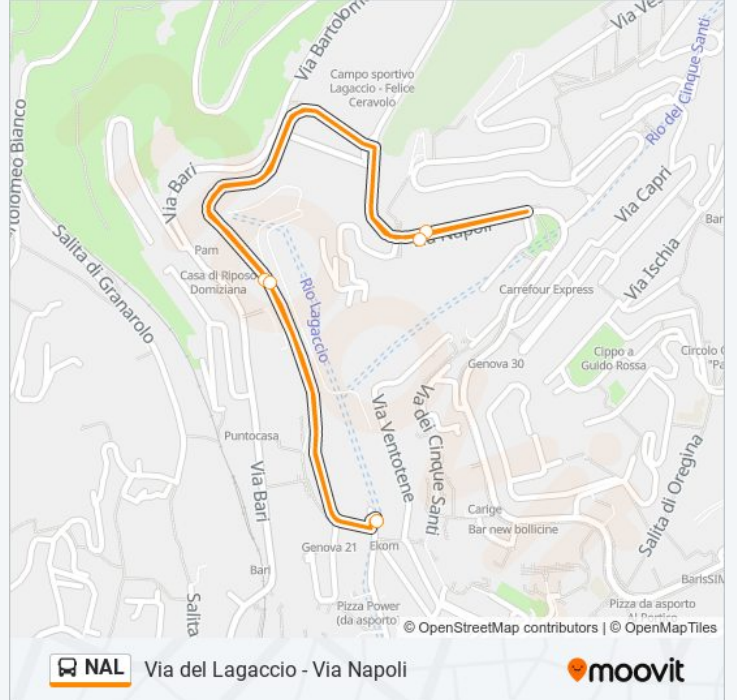 Via Bartolom
Via Ve
Rio dei Cinque Santi
Campo sportivo
Lagaccio - Felice
Ceravolo
tolomeo Bianco
Via Bari
Via Capri
Bar
Salita di Granarolo
Pam
Casa di Riposo
Domiziana
Via Napoli
Via Ischia
Rio Lagaccio
Carrefour Express
Genova 30
Cippo a
Guido Rossa
Circolo C
"Pa
Via Ventotene
Via dei Cinque Santi
Puntocasa
Via Bari
Salita di Oregina
Carige
Bar new bollicine
Genova 21
Ekom
Bari
Salita
Pizza Power
(da asporto
BarisSIM
Pizza da asporto
Al Portico
© OpenStreetMap contributors | © OpenMapTiles
NAL
Via del Lagaccio - Via Napoli
moovit